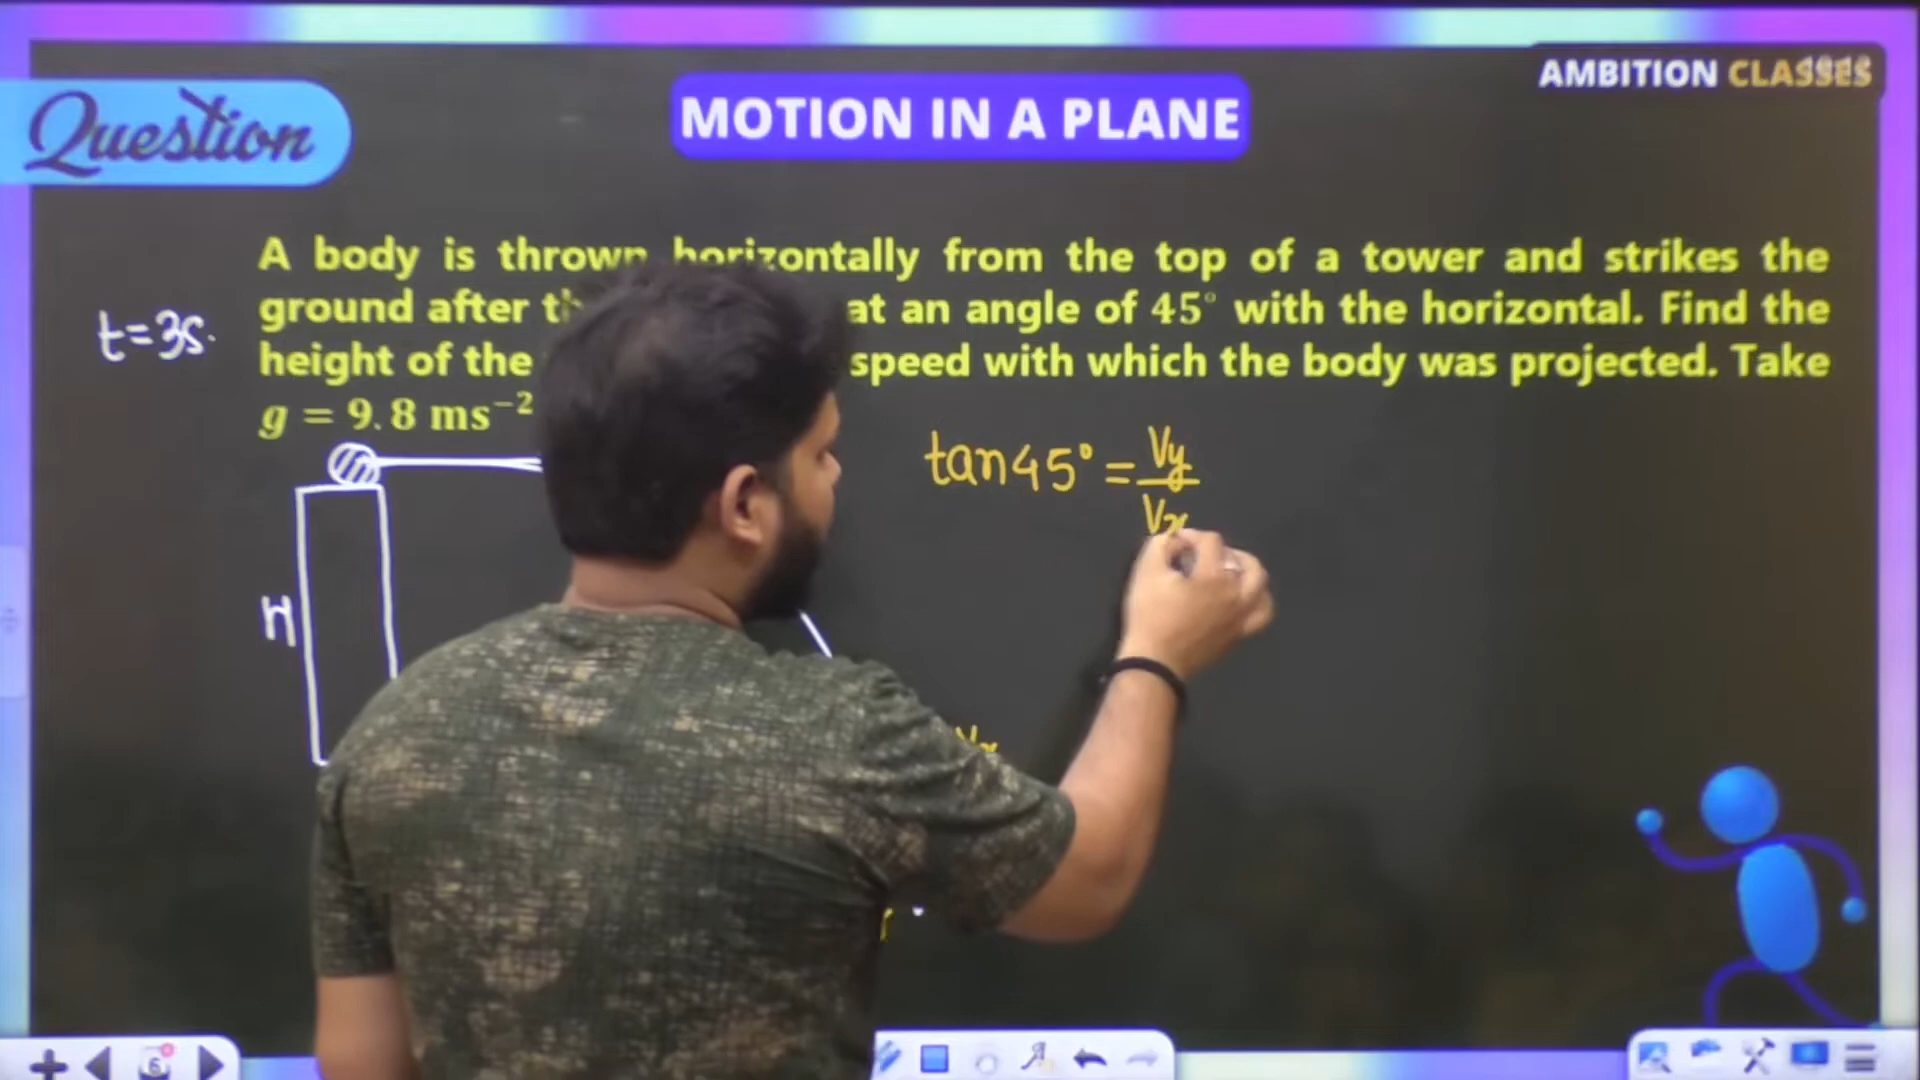 AMBITION CLASSES
Question
MOTION IN A PLANE
A body is thrown horizontally from the top of a tower and strikes the
ground after at an angle of 45° with the horizontal. Find the
height of the speed with which the body was projected. Take
g = 9.8 ms⁻²
t=3s.
tan45° = Vy/Vx
H
Vx
6